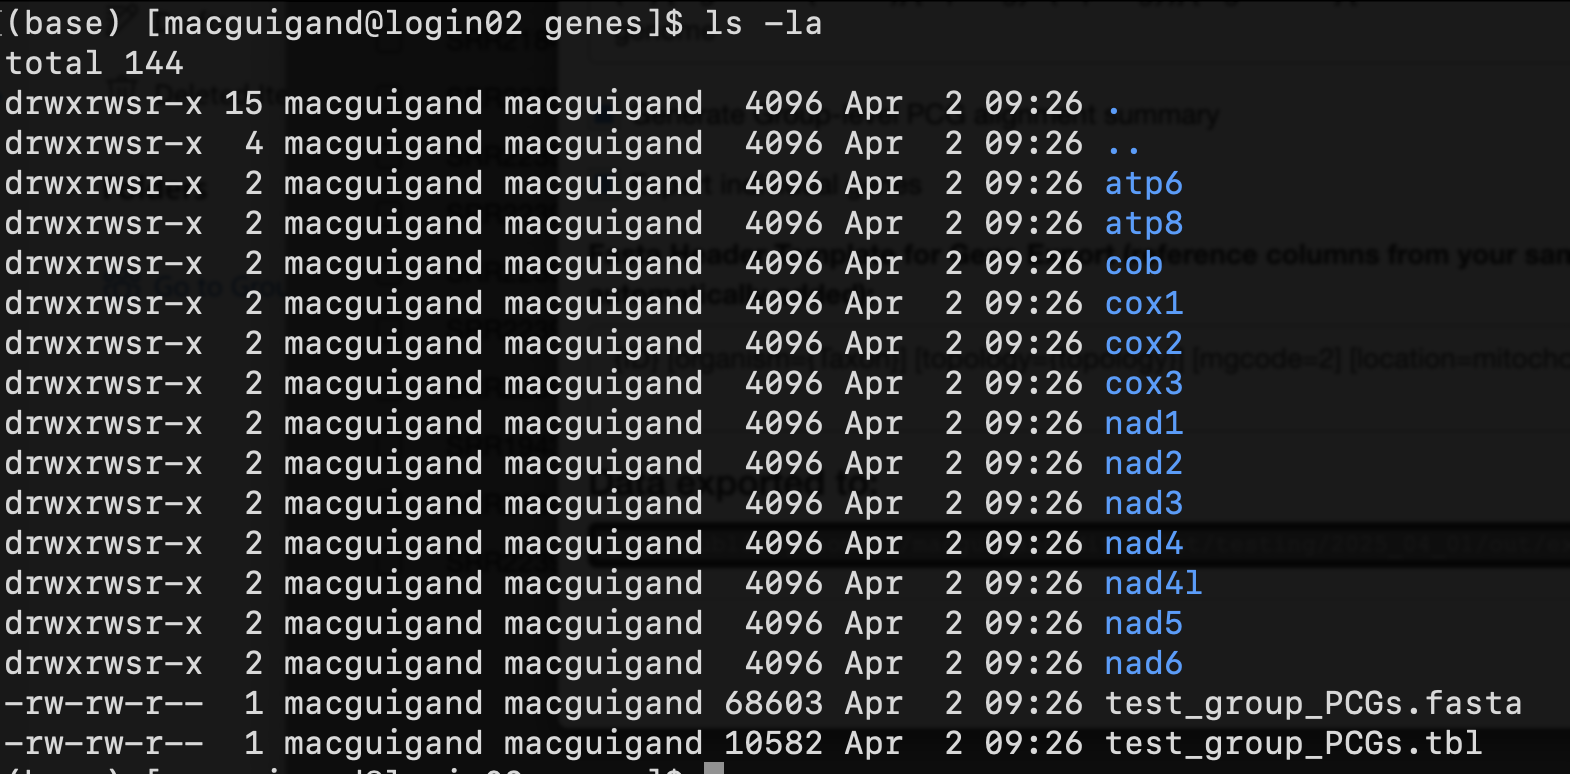 (base) [macguigand@login02 genes]$ ls -la
total 144
drwxrwsr-x 15 macguigand macguigand  4096 Apr  2 09:26 .
drwxrwsr-x  4 macguigand macguigand  4096 Apr  2 09:26 ..
drwxrwsr-x  2 macguigand macguigand  4096 Apr  2 09:26 atp6
drwxrwsr-x  2 macguigand macguigand  4096 Apr  2 09:26 atp8
drwxrwsr-x  2 macguigand macguigand  4096 Apr  2 09:26 cob
drwxrwsr-x  2 macguigand macguigand  4096 Apr  2 09:26 cox1
drwxrwsr-x  2 macguigand macguigand  4096 Apr  2 09:26 cox2
drwxrwsr-x  2 macguigand macguigand  4096 Apr  2 09:26 cox3
drwxrwsr-x  2 macguigand macguigand  4096 Apr  2 09:26 nad1
drwxrwsr-x  2 macguigand macguigand  4096 Apr  2 09:26 nad2
drwxrwsr-x  2 macguigand macguigand  4096 Apr  2 09:26 nad3
drwxrwsr-x  2 macguigand macguigand  4096 Apr  2 09:26 nad4
drwxrwsr-x  2 macguigand macguigand  4096 Apr  2 09:26 nad4l
drwxrwsr-x  2 macguigand macguigand  4096 Apr  2 09:26 nad5
drwxrwsr-x  2 macguigand macguigand  4096 Apr  2 09:26 nad6
-rw-rw-r--  1 macguigand macguigand 68603 Apr  2 09:26 test_group_PCGs.fasta
-rw-rw-r--  1 macguigand macguigand 10582 Apr  2 09:26 test_group_PCGs.tbl
(base) [macguigand@login02 genes]$